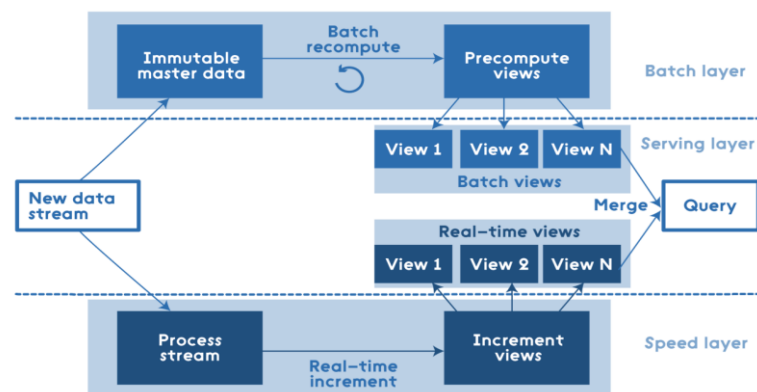 Batch
recompute
Immutable
master data
Precompute
views
Batch layer
View 1
View 2
View N
Serving layer
Batch views
New data
stream
Merge
Query
Real-time views
View 1
View 2
View N
Process
stream
Increment
views
Speed layer
Real-time
increment